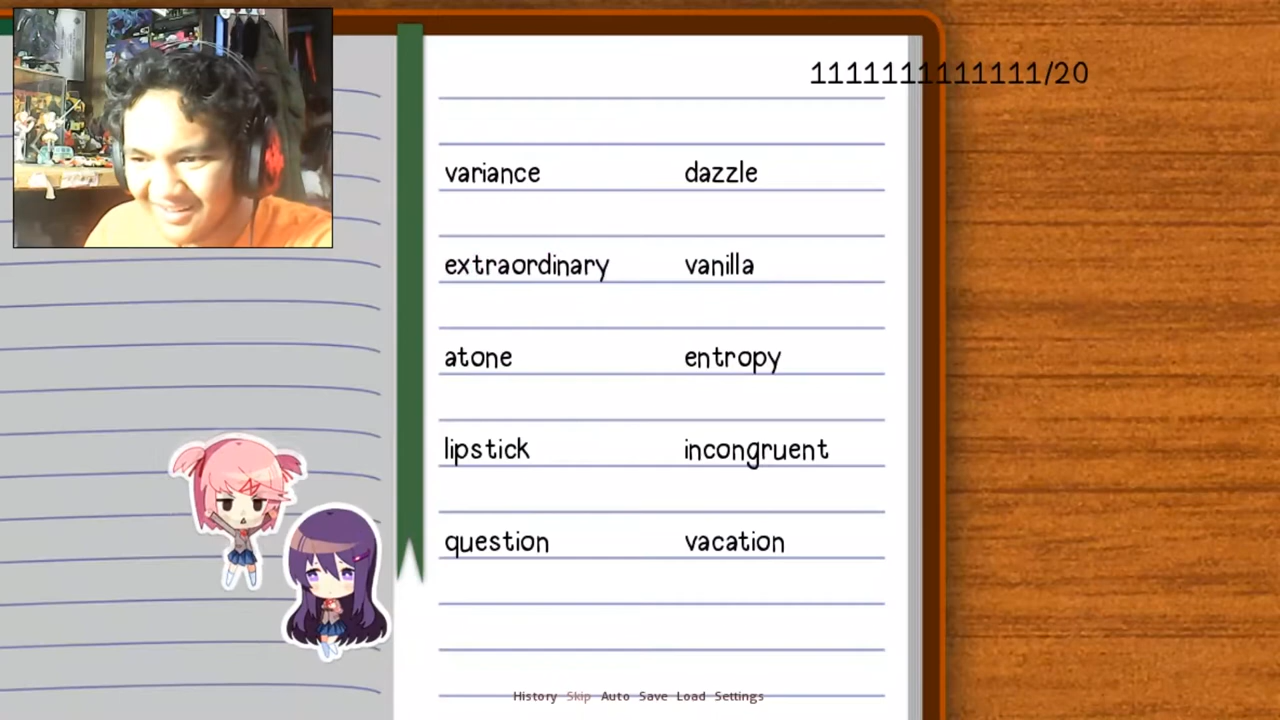 1111111111111/20
variance dazzle
extraordinary vanilla
atone entropy
lipstick incongruent
question vacation
History Skip Auto Save Load Settings